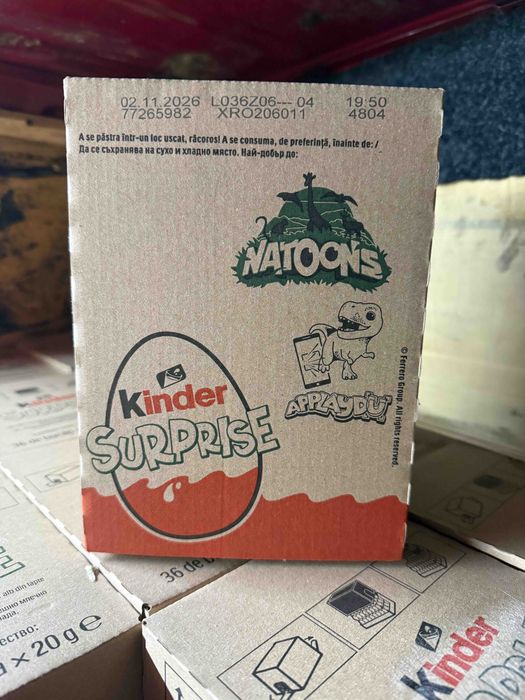 02.11.2026 L036Z06--- 04 19:50
77265982 XRO206011 4804
A se păstra într-un loc uscat, răcoros! A se consuma, de preferință, înainte de: /
Да се съхранява на сухо и хладно място. Най-добър до:
NATOONS
APPLAYDU
© Ferrero Group. All rights reserved.
Kinder
SURPRISE
36 de
x 20 g e
Kinder